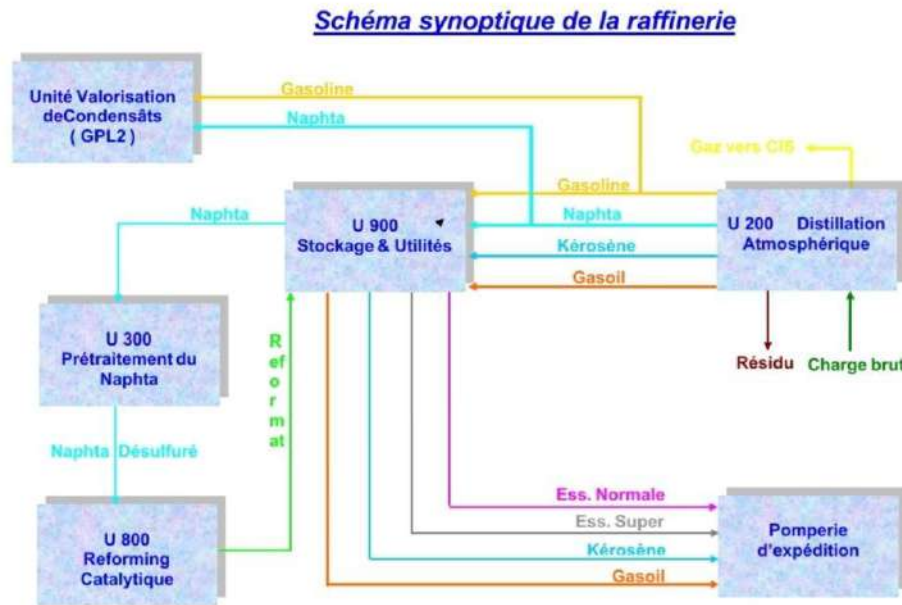 Schéma synoptique de la raffinerie
Unité Valorisation
deCondensâts
( GPL2 )
Gasoline
Naphta
Gaz vers CIS
Gasoline
Naphta
Kérosène
Gasoil
U 200 Distillation
Atmosphérique
Naphta
U 900
Stockage & Utilités
U 300
Prétraitement du
Naphta
R
ef
o
r
m
at
Résidu
Charge brut
Naphta Désulfuré
U 800
Reforming
Catalytique
Ess. Normale
Ess. Super
Kérosène
Gasoil
Pomperie
d'expédition